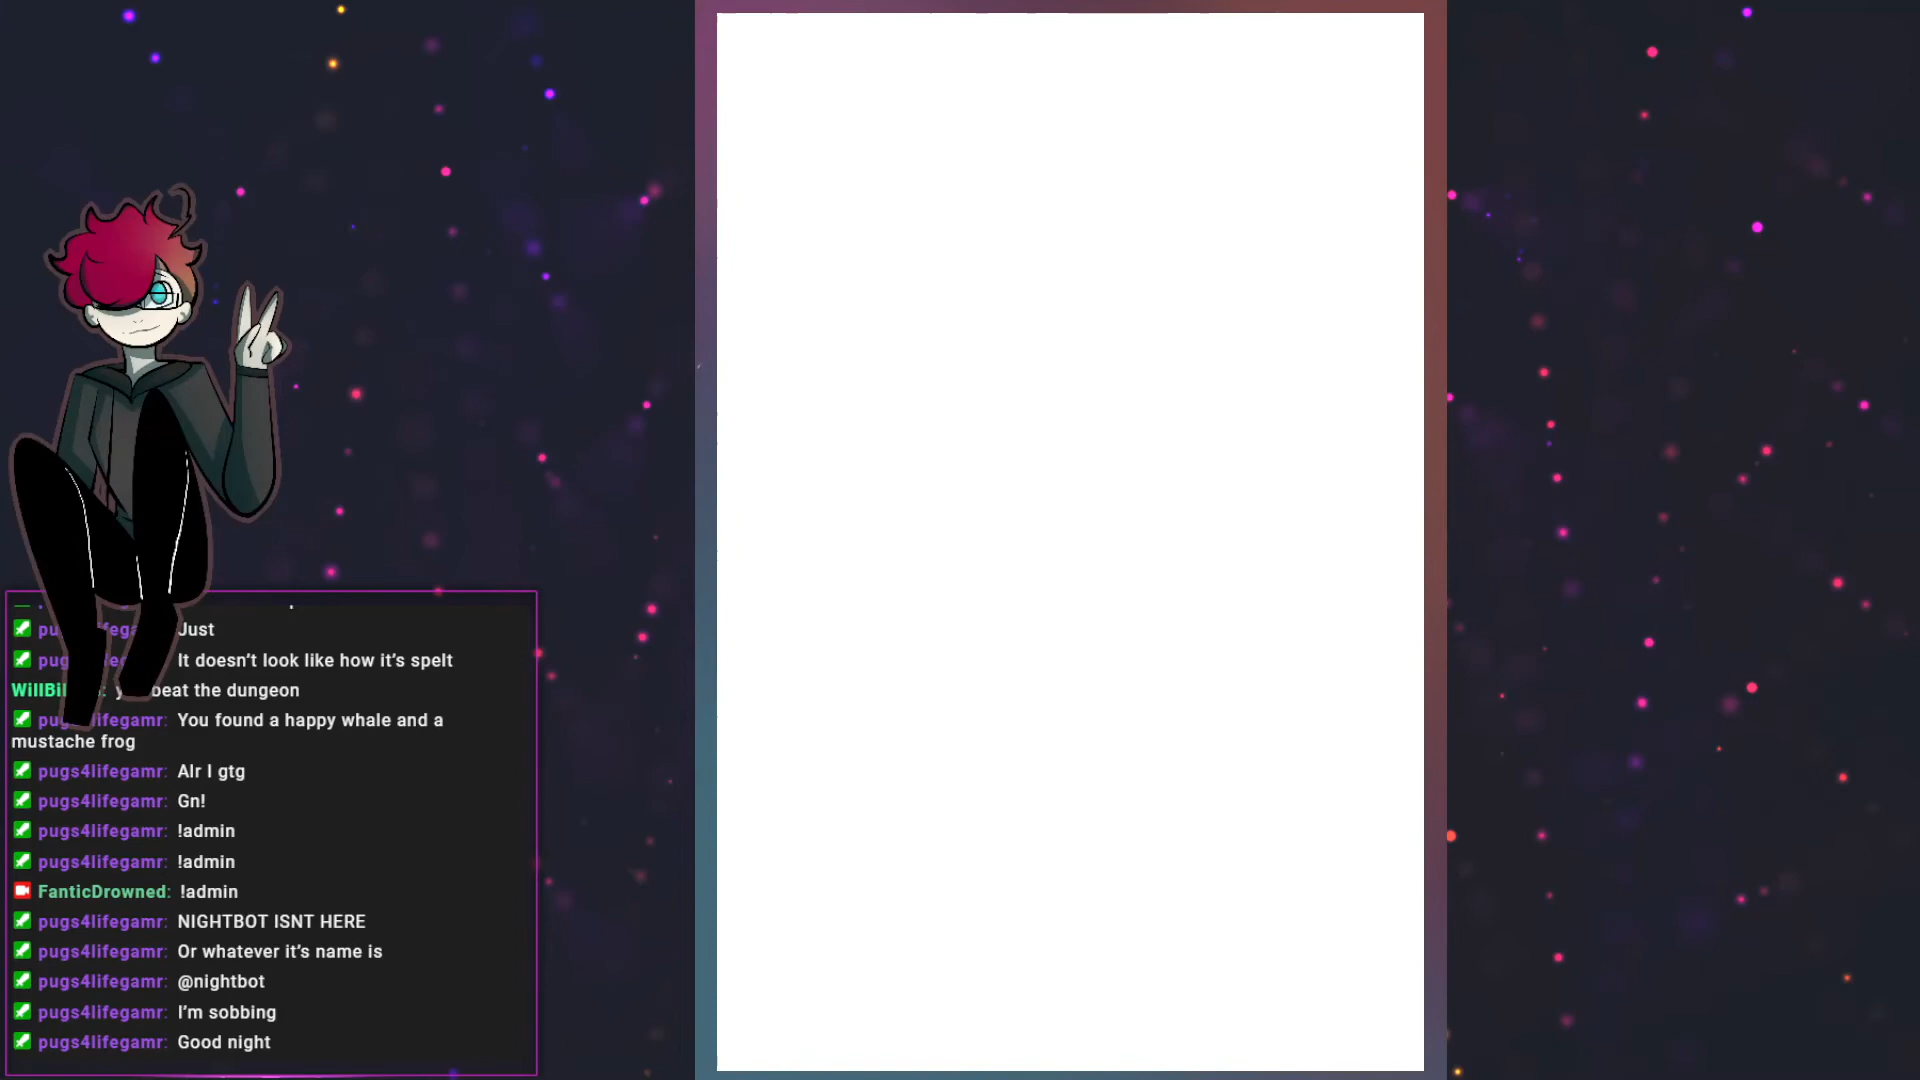 Just
It doesn't look like how it's spelt
beat the dungeon
pugs4lifegamr: You found a happy whale and a
mustache frog
pugs4lifegamr: Alr I gtg
pugs4lifegamr: Gn!
pugs4lifegamr: !admin
pugs4lifegamr: !admin
FanticDrowned: !admin
pugs4lifegamr: NIGHTBOT ISNT HERE
pugs4lifegamr: Or whatever it's name is
pugs4lifegamr: @nightbot
pugs4lifegamr: I'm sobbing
pugs4lifegamr: Good night